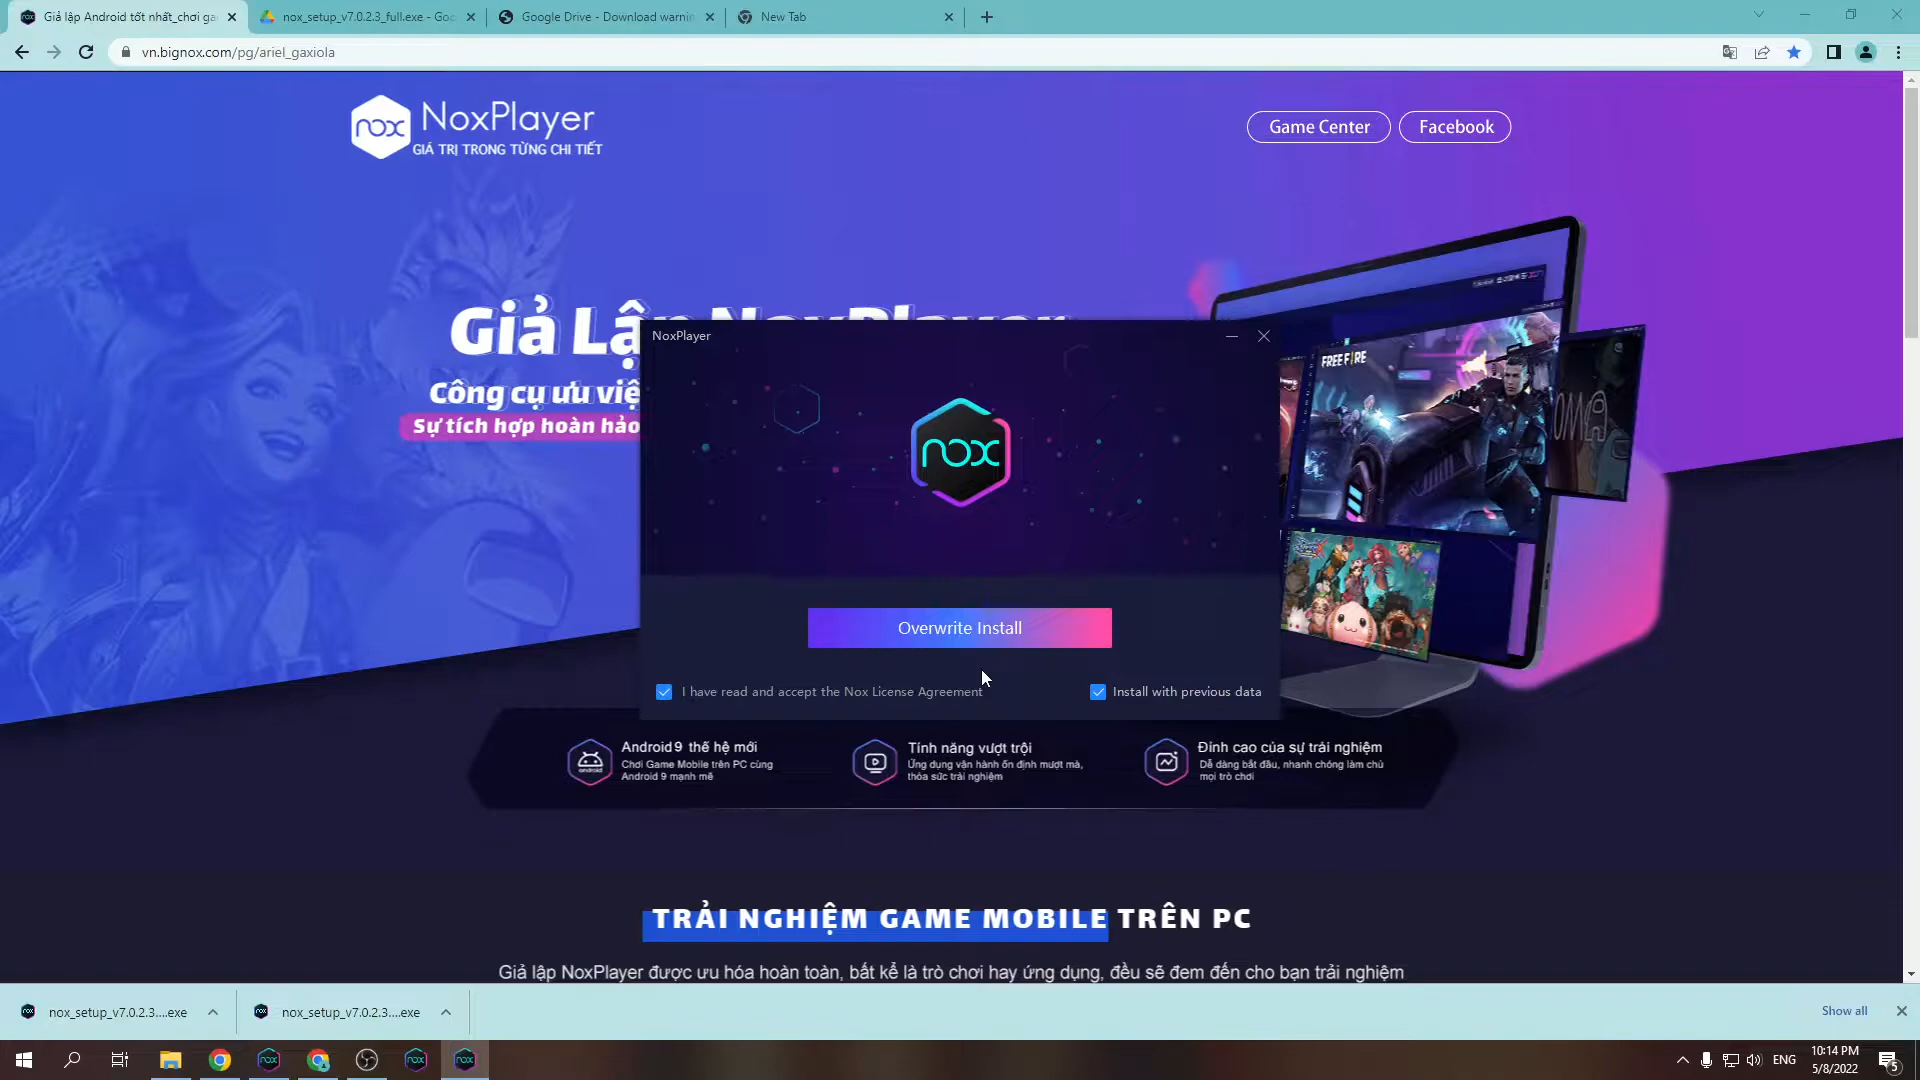 Giả lập Android tốt nhất_chơi ga
nox_setup_v7.0.2.3_full.exe - Goo
Google Drive - Download warnin
New Tab
vn.bignox.com/pg/ariel_gaxiola
nox
NoxPlayer
GIÁ TRỊ TRONG TỪNG CHI TIẾT
Game Center
Facebook
Giả Lập NoxPlayer
Công cụ ưu việ
Sự tích hợp hoàn hảo
FREE FIRE
NoxPlayer
nox
Overwrite Install
I have read and accept the Nox License Agreement
Install with previous data
Android 9 thế hệ mới
Chơi Game Mobile trên PC cùng
Android 9 mạnh mẽ
Tính năng vượt trội
Ứng dụng vận hành ổn định mượt mà,
thỏa sức trải nghiệm
Đỉnh cao của sự trải nghiệm
Dễ dàng bắt đầu, nhanh chóng làm chủ
mọi trò chơi
TRẢI NGHIỆM GAME MOBILE TRÊN PC
Giả lập NoxPlayer được ưu hóa hoàn toàn, bất kể là trò chơi hay ứng dụng, đều sẽ đem đến cho bạn trải nghiệm
nox_setup_v7.0.2.3....exe
nox_setup_v7.0.2.3....exe
Show all
ENG
10:14 PM
5/8/2022
5